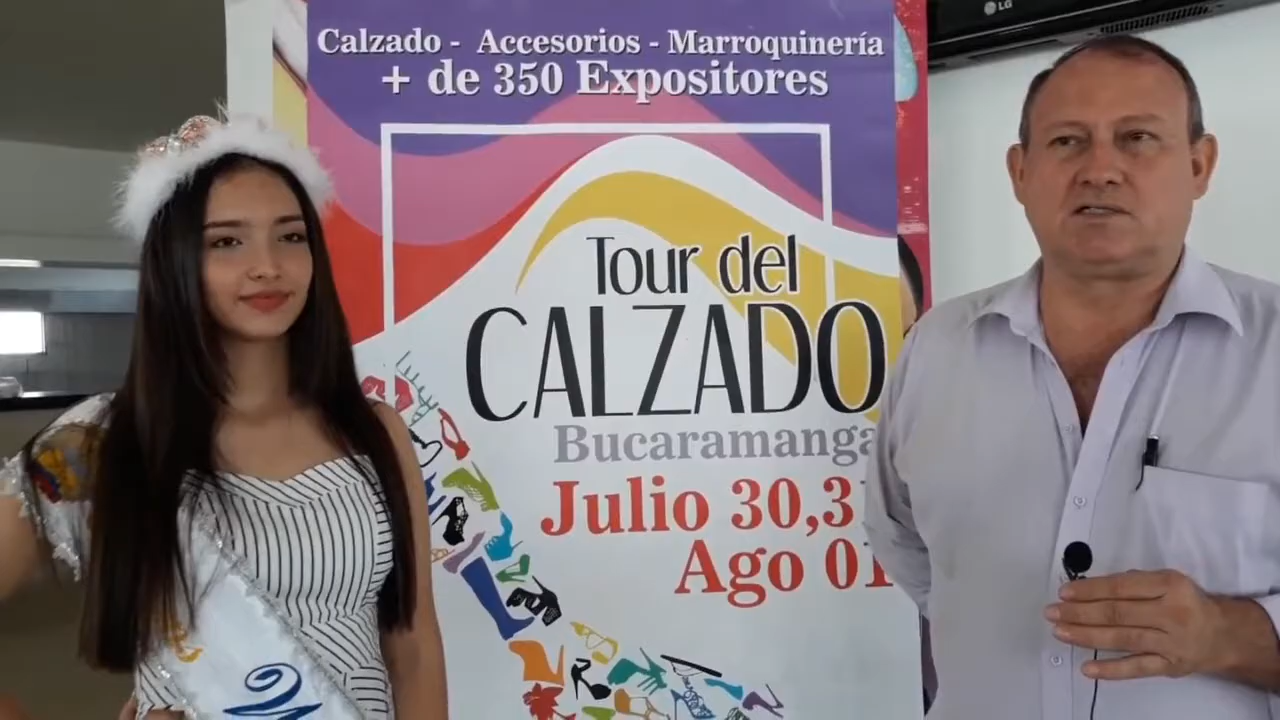 LG
Calzado - Accesorios - Marroquinería
+ de 350 Expositores
Tour del
CALZADO
Bucaramanga
Julio 30,31
Ago 01